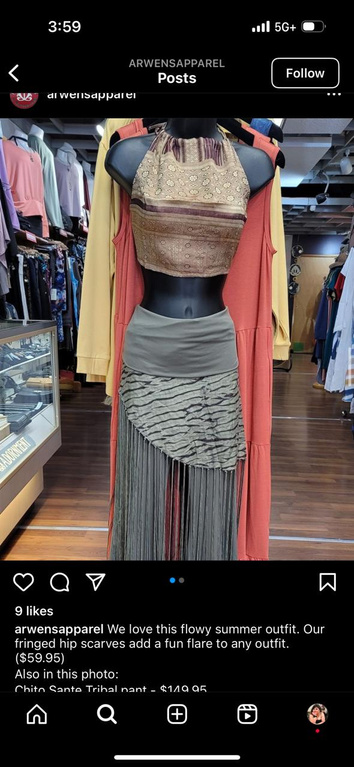 3:59
5G+
ARWENSAPPAREL
Posts
Follow
arwensapparel
9 likes
arwensapparel We love this flowy summer outfit. Our
fringed hip scarves add a fun flare to any outfit.
($59.95)
Also in this photo:
Chito Sante Tribal pant - $149.95